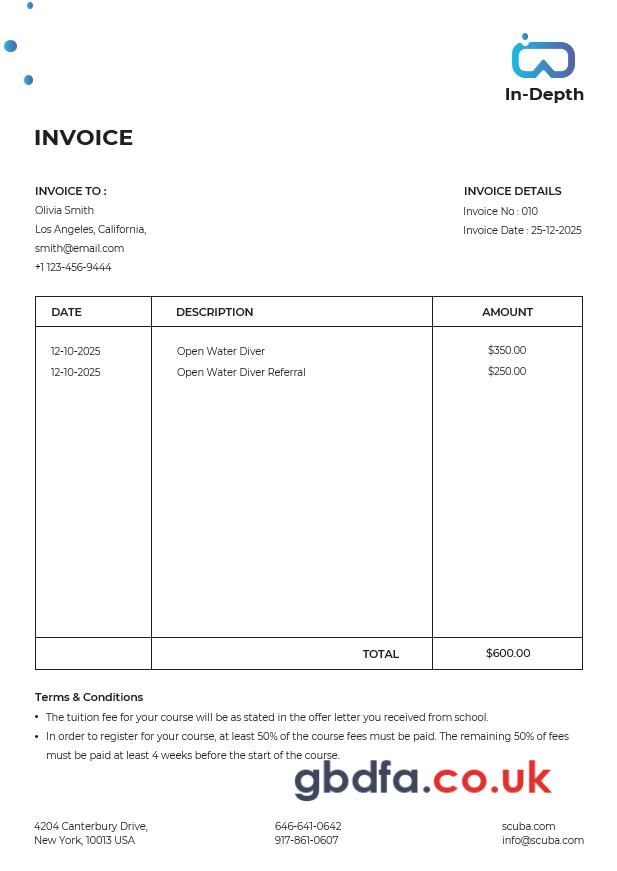 In-Depth
INVOICE
INVOICE TO :
Olivia Smith
Los Angeles, California,
smith@email.com
+1 123-456-9444
INVOICE DETAILS
Invoice No : 010
Invoice Date : 25-12-2025
DATE DESCRIPTION AMOUNT
12-10-2025 Open Water Diver $350.00
12-10-2025 Open Water Diver Referral $250.00
TOTAL $600.00
Terms & Conditions
• The tuition fee for your course will be as stated in the offer letter you received from school.
• In order to register for your course, at least 50% of the course fees must be paid. The remaining 50% of fees
must be paid at least 4 weeks before the start of the course.
gbdfa.co.uk
4204 Canterbury Drive,
New York, 10013 USA
646-641-0642
917-861-0607
scuba.com
info@scuba.com